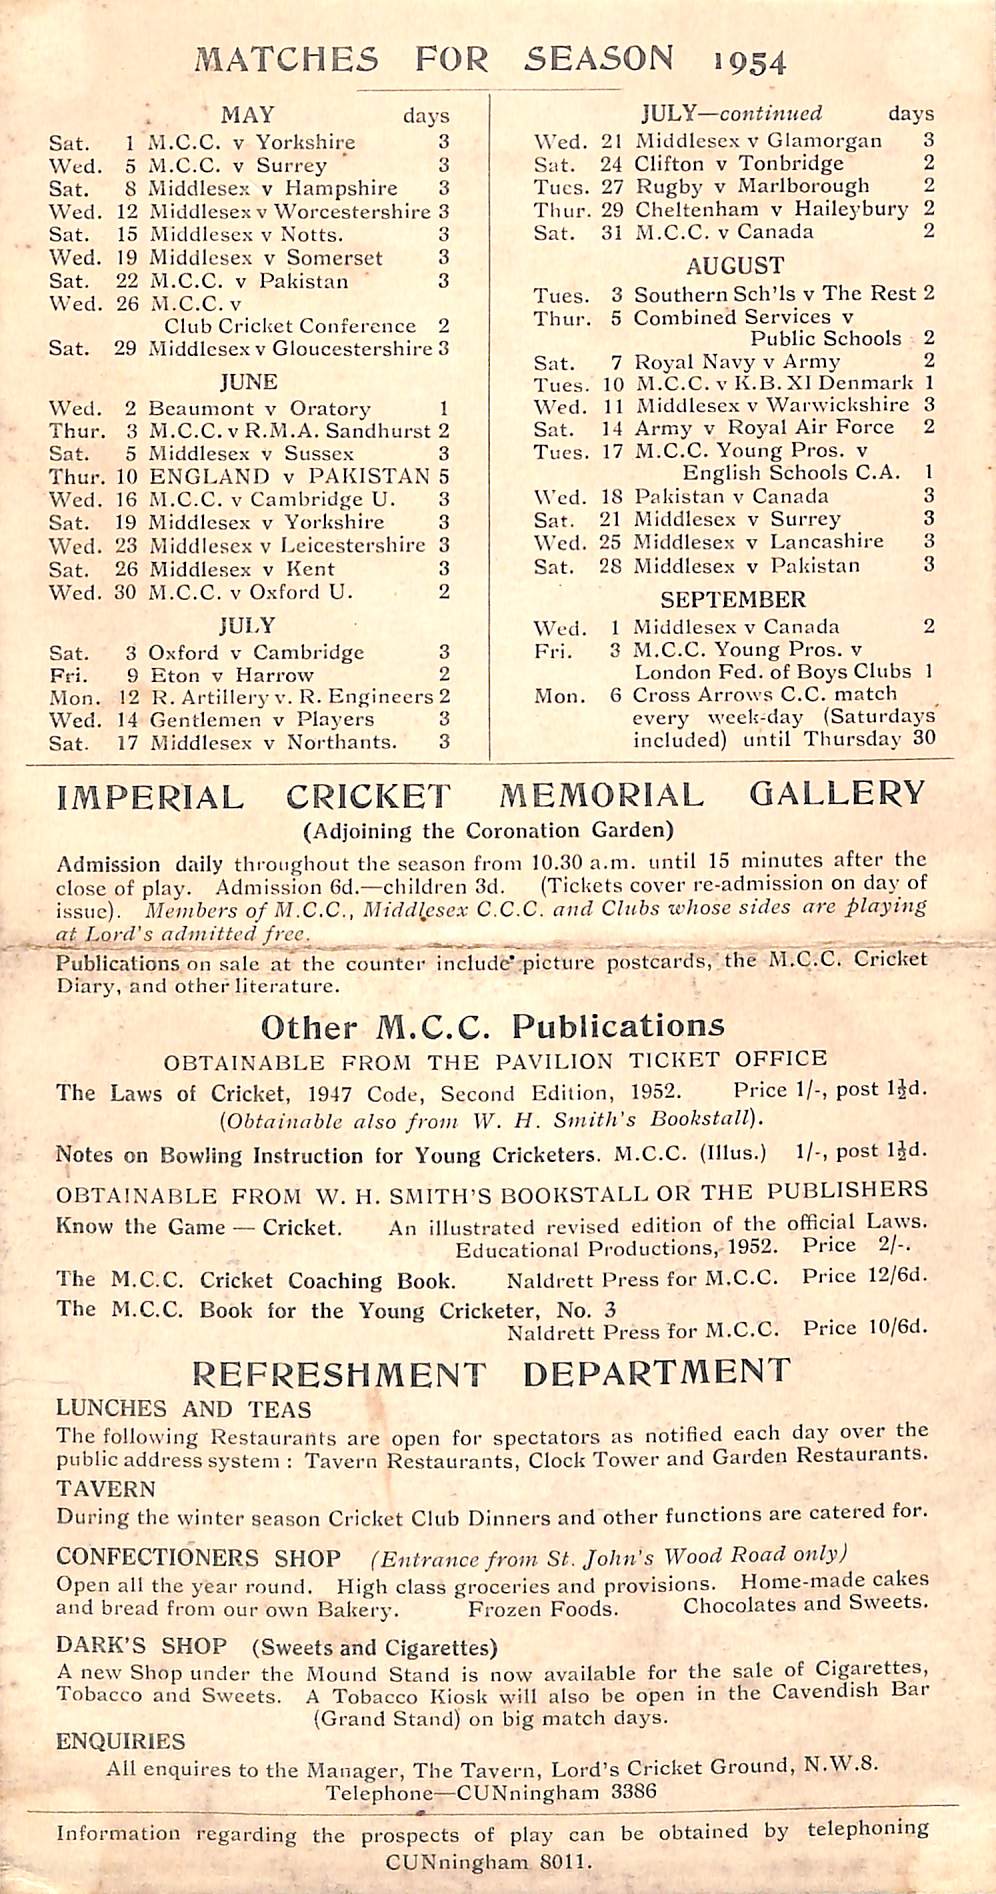 MATCHES FOR SEASON 1954
MAY days
Sat. 1 M.C.C. v Yorkshire 3
Wed. 5 M.C.C. v Surrey 3
Sat. 8 Middlesex v Hampshire 3
Wed. 12 Middlesex v Worcestershire 3
Sat. 15 Middlesex v Notts. 3
Wed. 19 Middlesex v Somerset 3
Sat. 22 M.C.C. v Pakistan 3
Wed. 26 M.C.C. v
Club Cricket Conference 2
Sat. 29 Middlesex v Gloucestershire 3
JUNE
Wed. 2 Beaumont v Oratory 1
Thur. 3 M.C.C. v R.M.A. Sandhurst 2
Sat. 5 Middlesex v Sussex 3
Thur. 10 ENGLAND v PAKISTAN 5
Wed. 16 M.C.C. v Cambridge U. 3
Sat. 19 Middlesex v Yorkshire 3
Wed. 23 Middlesex v Leicestershire 3
Sat. 26 Middlesex v Kent 3
Wed. 30 M.C.C. v Oxford U. 2
JULY
Sat. 3 Oxford v Cambridge 3
Fri. 9 Eton v Harrow 2
Mon. 12 R. Artillery v. R. Engineers 2
Wed. 14 Gentlemen v Players 3
Sat. 17 Middlesex v Northants. 3
JULY—continued days
Wed. 21 Middlesex v Glamorgan 3
Sat. 24 Clifton v Tonbridge 2
Tues. 27 Rugby v Marlborough 2
Thur. 29 Cheltenham v Haileybury 2
Sat. 31 M.C.C. v Canada 2
AUGUST
Tues. 3 Southern Sch'ls v The Rest 2
Thur. 5 Combined Services v
Public Schools 2
Sat. 7 Royal Navy v Army 2
Tues. 10 M.C.C. v K.B. XI Denmark 1
Wed. 11 Middlesex v Warwickshire 3
Sat. 14 Army v Royal Air Force 2
Tues. 17 M.C.C. Young Pros. v
English Schools C.A. 1
Wed. 18 Pakistan v Canada 3
Sat. 21 Middlesex v Surrey 3
Wed. 25 Middlesex v Lancashire 3
Sat. 28 Middlesex v Pakistan 3
SEPTEMBER
Wed. 1 Middlesex v Canada 2
Fri. 3 M.C.C. Young Pros. v
London Fed. of Boys Clubs 1
Mon. 6 Cross Arrows C.C. match
every week-day (Saturdays
included) until Thursday 30
IMPERIAL CRICKET MEMORIAL GALLERY
(Adjoining the Coronation Garden)
Admission daily throughout the season from 10.30 a.m. until 15 minutes after the
close of play. Admission 6d.—children 3d. (Tickets cover re-admission on day of
issue). Members of M.C.C., Middlesex C.C.C. and Clubs whose sides are playing
at Lord's admitted free.
Publications on sale at the counter include picture postcards, the M.C.C. Cricket
Diary, and other literature.
Other M.C.C. Publications
OBTAINABLE FROM THE PAVILION TICKET OFFICE
The Laws of Cricket, 1947 Code, Second Edition, 1952. Price 1/-, post 1½d.
(Obtainable also from W. H. Smith's Bookstall).
Notes on Bowling Instruction for Young Cricketers. M.C.C. (Illus.) 1/-, post 1½d.
OBTAINABLE FROM W. H. SMITH'S BOOKSTALL OR THE PUBLISHERS
Know the Game — Cricket. An illustrated revised edition of the official Laws.
Educational Productions, 1952. Price 2/-.
The M.C.C. Cricket Coaching Book. Naldrett Press for M.C.C. Price 12/6d.
The M.C.C. Book for the Young Cricketer, No. 3
Naldrett Press for M.C.C. Price 10/6d.
REFRESHMENT DEPARTMENT
LUNCHES AND TEAS
The following Restaurants are open for spectators as notified each day over the
public address system : Tavern Restaurants, Clock Tower and Garden Restaurants.
TAVERN
During the winter season Cricket Club Dinners and other functions are catered for.
CONFECTIONERS SHOP (Entrance from St. John's Wood Road only)
Open all the year round. High class groceries and provisions. Home-made cakes
and bread from our own Bakery. Frozen Foods. Chocolates and Sweets.
DARK'S SHOP (Sweets and Cigarettes)
A new Shop under the Mound Stand is now available for the sale of Cigarettes,
Tobacco and Sweets. A Tobacco Kiosk will also be open in the Cavendish Bar
(Grand Stand) on big match days.
ENQUIRIES
All enquires to the Manager, The Tavern, Lord's Cricket Ground, N.W.8.
Telephone—CUNningham 3386
Information regarding the prospects of play can be obtained by telephoning
CUNningham 8011.